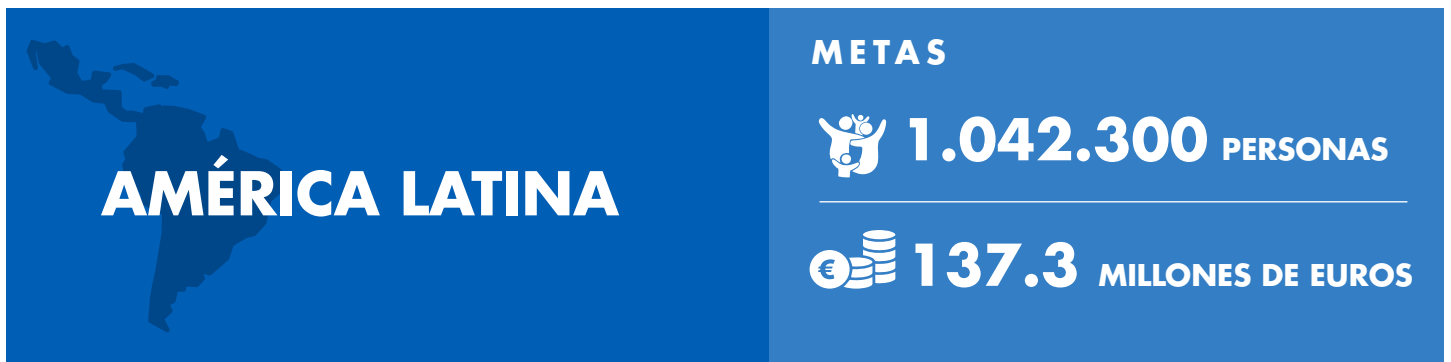 AMÉRICA LATINA
METAS
1.042.300 PERSONAS
€ 137.3 MILLONES DE EUROS